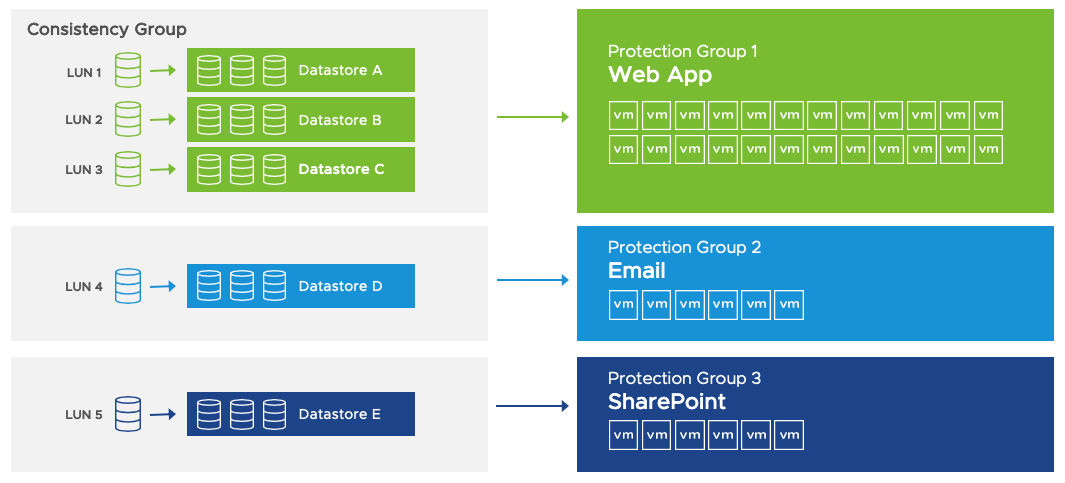 Consistency Group
LUN 1
Datastore A
LUN 2
Datastore B
LUN 3
Datastore C
Protection Group 1
Web App
vm vm vm vm vm vm vm vm vm vm vm vm
vm vm vm vm vm vm vm vm vm vm vm vm
LUN 4
Datastore D
Protection Group 2
Email
vm vm vm vm vm vm
LUN 5
Datastore E
Protection Group 3
SharePoint
vm vm vm vm vm vm